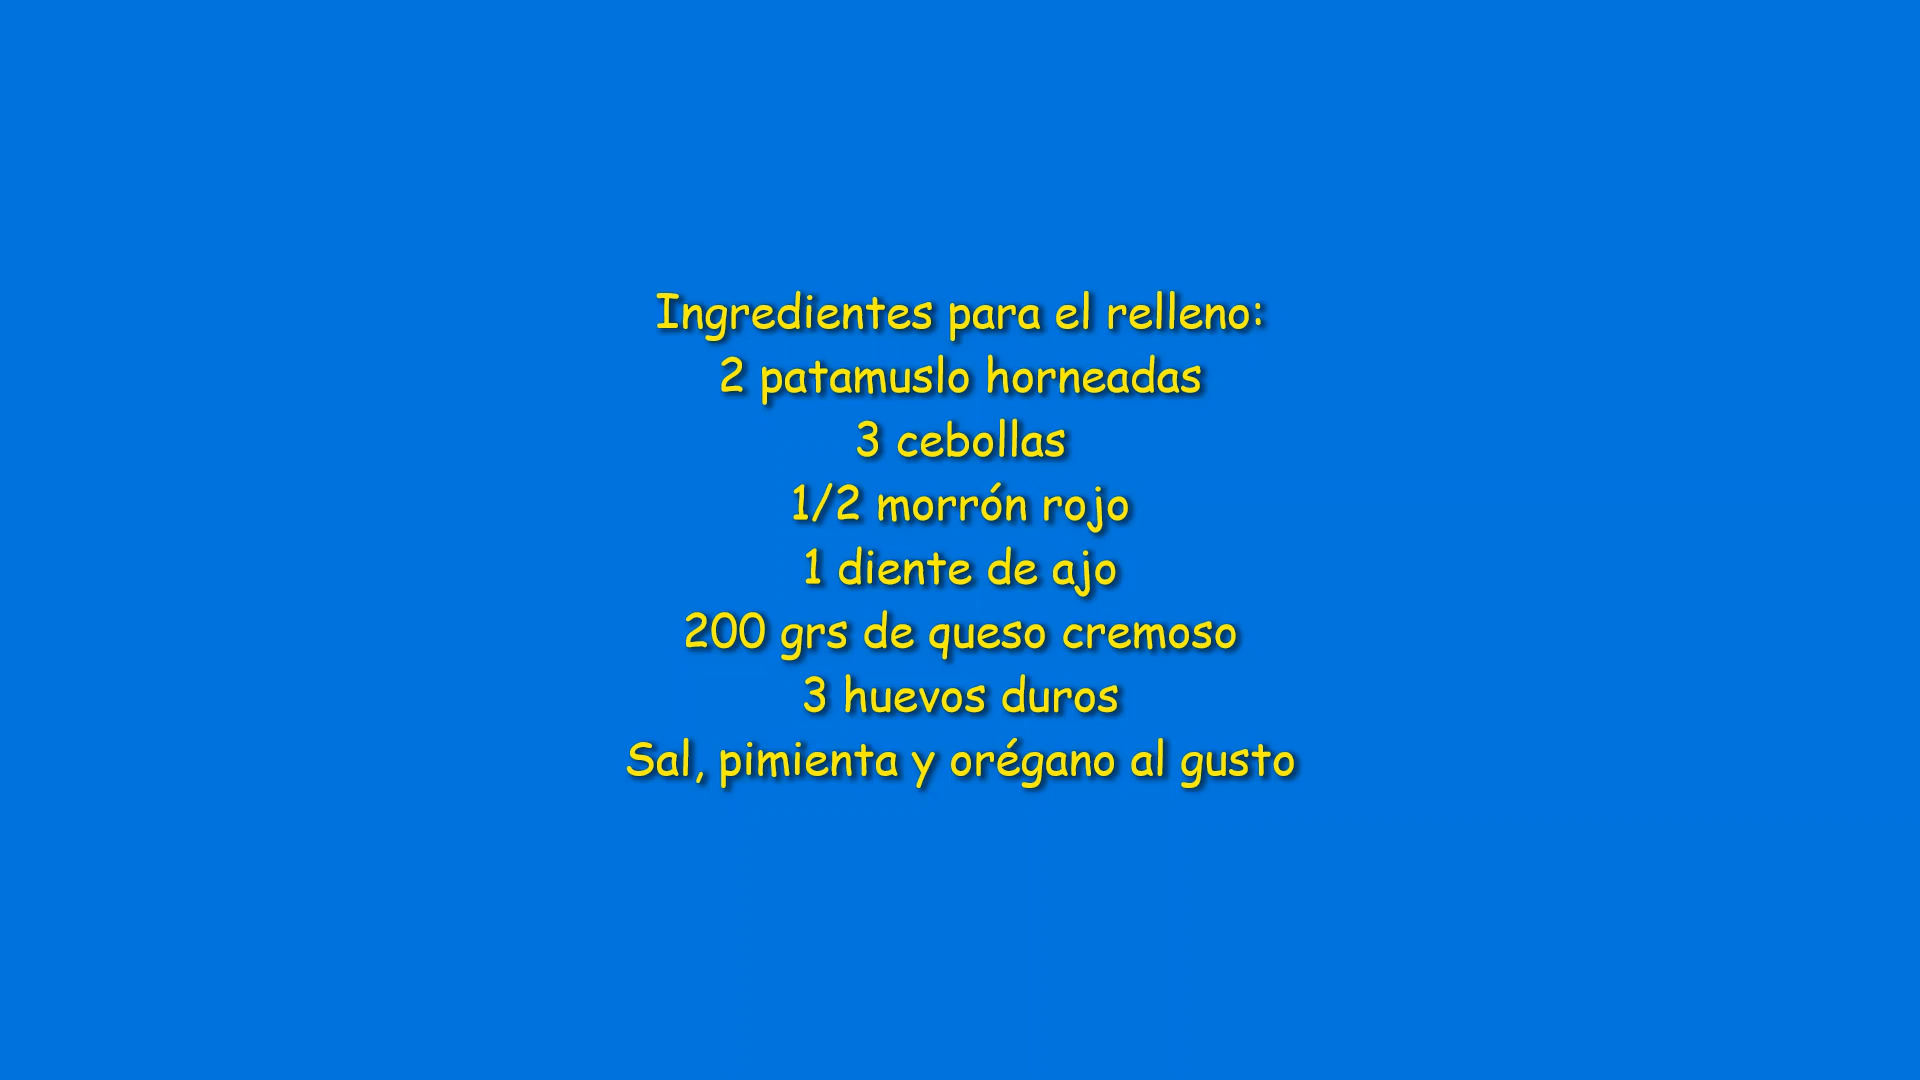 Ingredientes para el relleno:
2 patamuslo horneadas
3 cebollas
1/2 morrón rojo
1 diente de ajo
200 grs de queso cremoso
3 huevos duros
Sal, pimienta y orégano al gusto